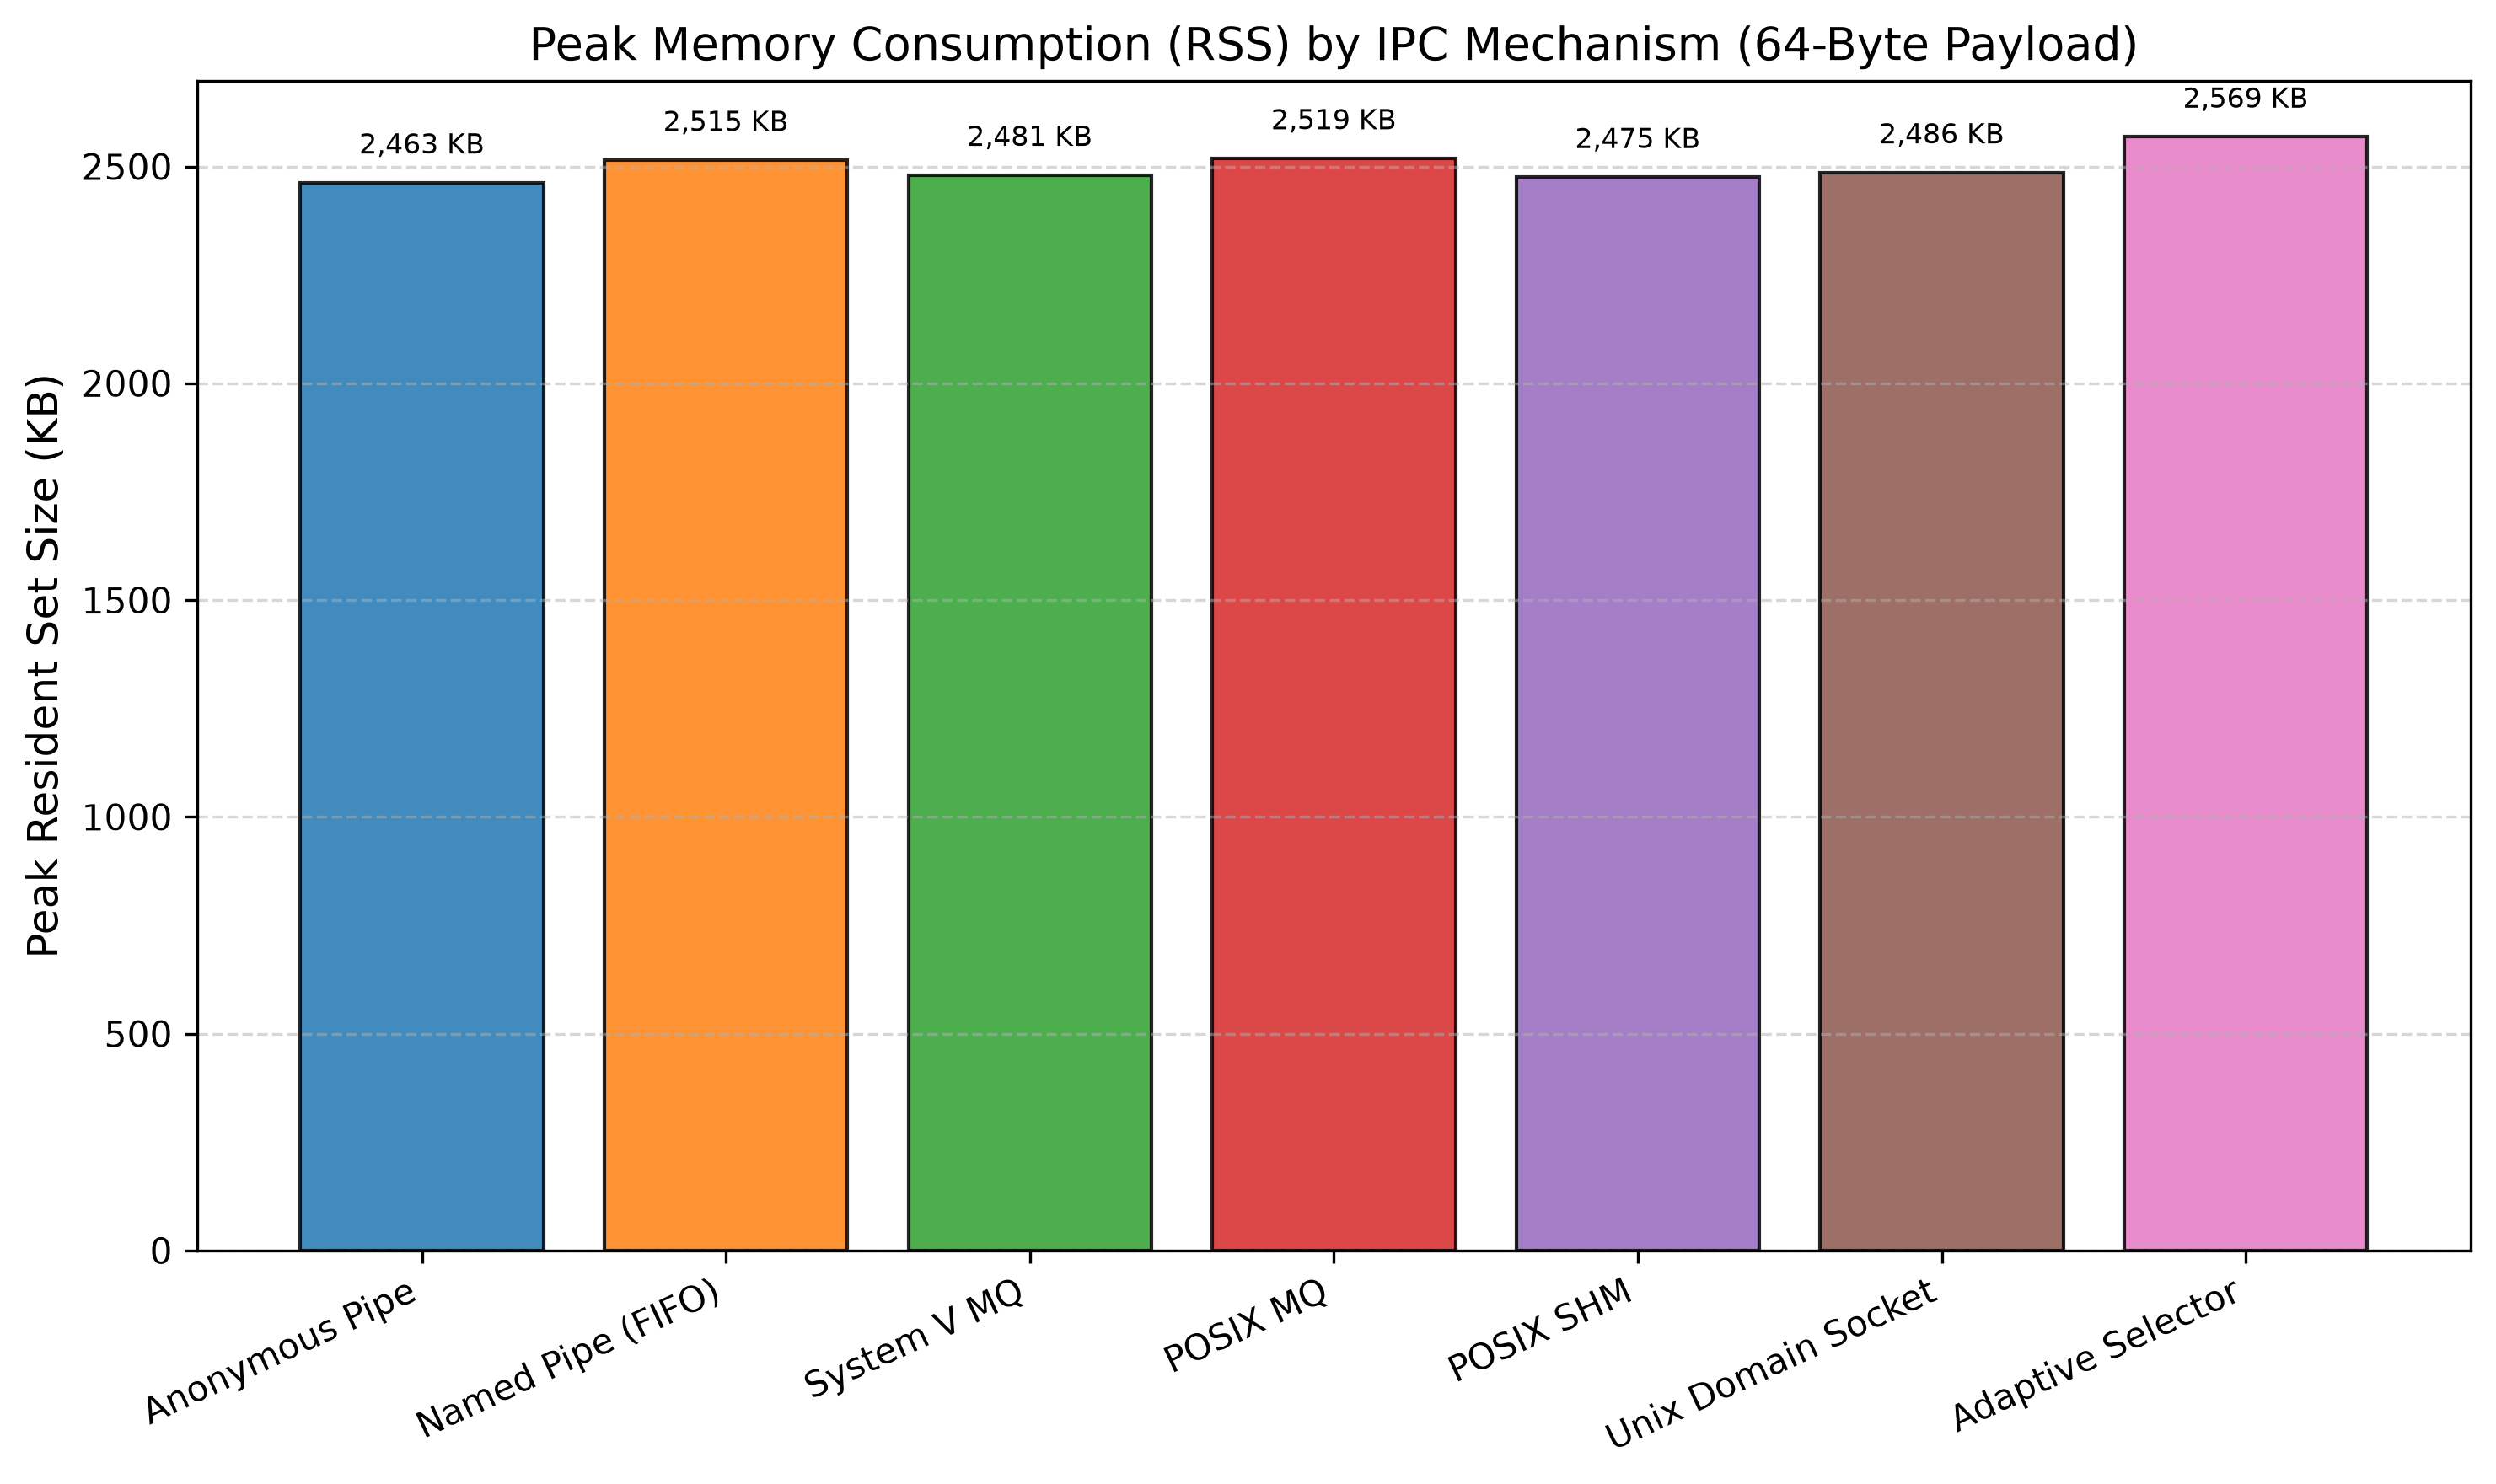 Peak Memory Consumption (RSS) by IPC Mechanism (64-Byte Payload)
Peak Resident Set Size (KB)
2500
2000
1500
1000
500
0
2,463 KB
2,515 KB
2,481 KB
2,519 KB
2,475 KB
2,486 KB
2,569 KB
Anonymous Pipe
Named Pipe (FIFO)
System V MQ
POSIX MQ
POSIX SHM
Unix Domain Socket
Adaptive Selector